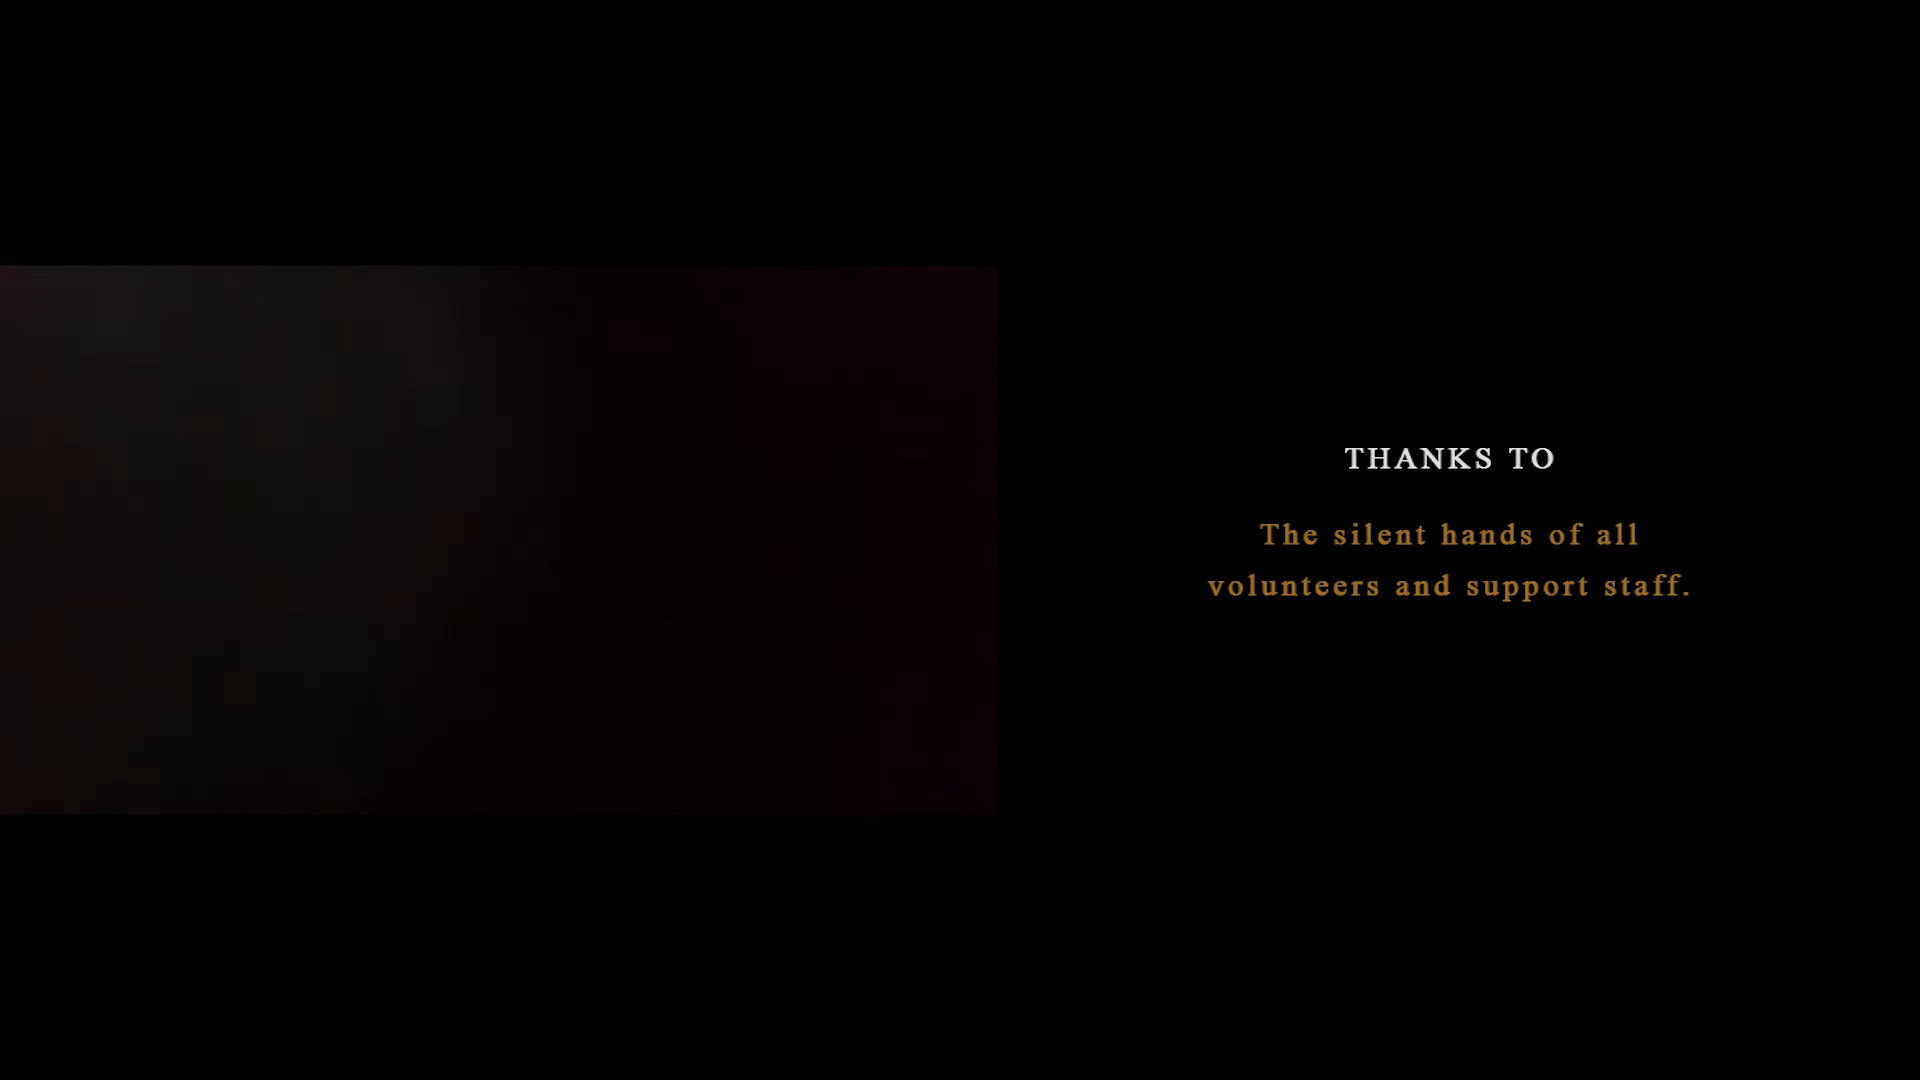 THANKS TO
The silent hands of all
volunteers and support staff.